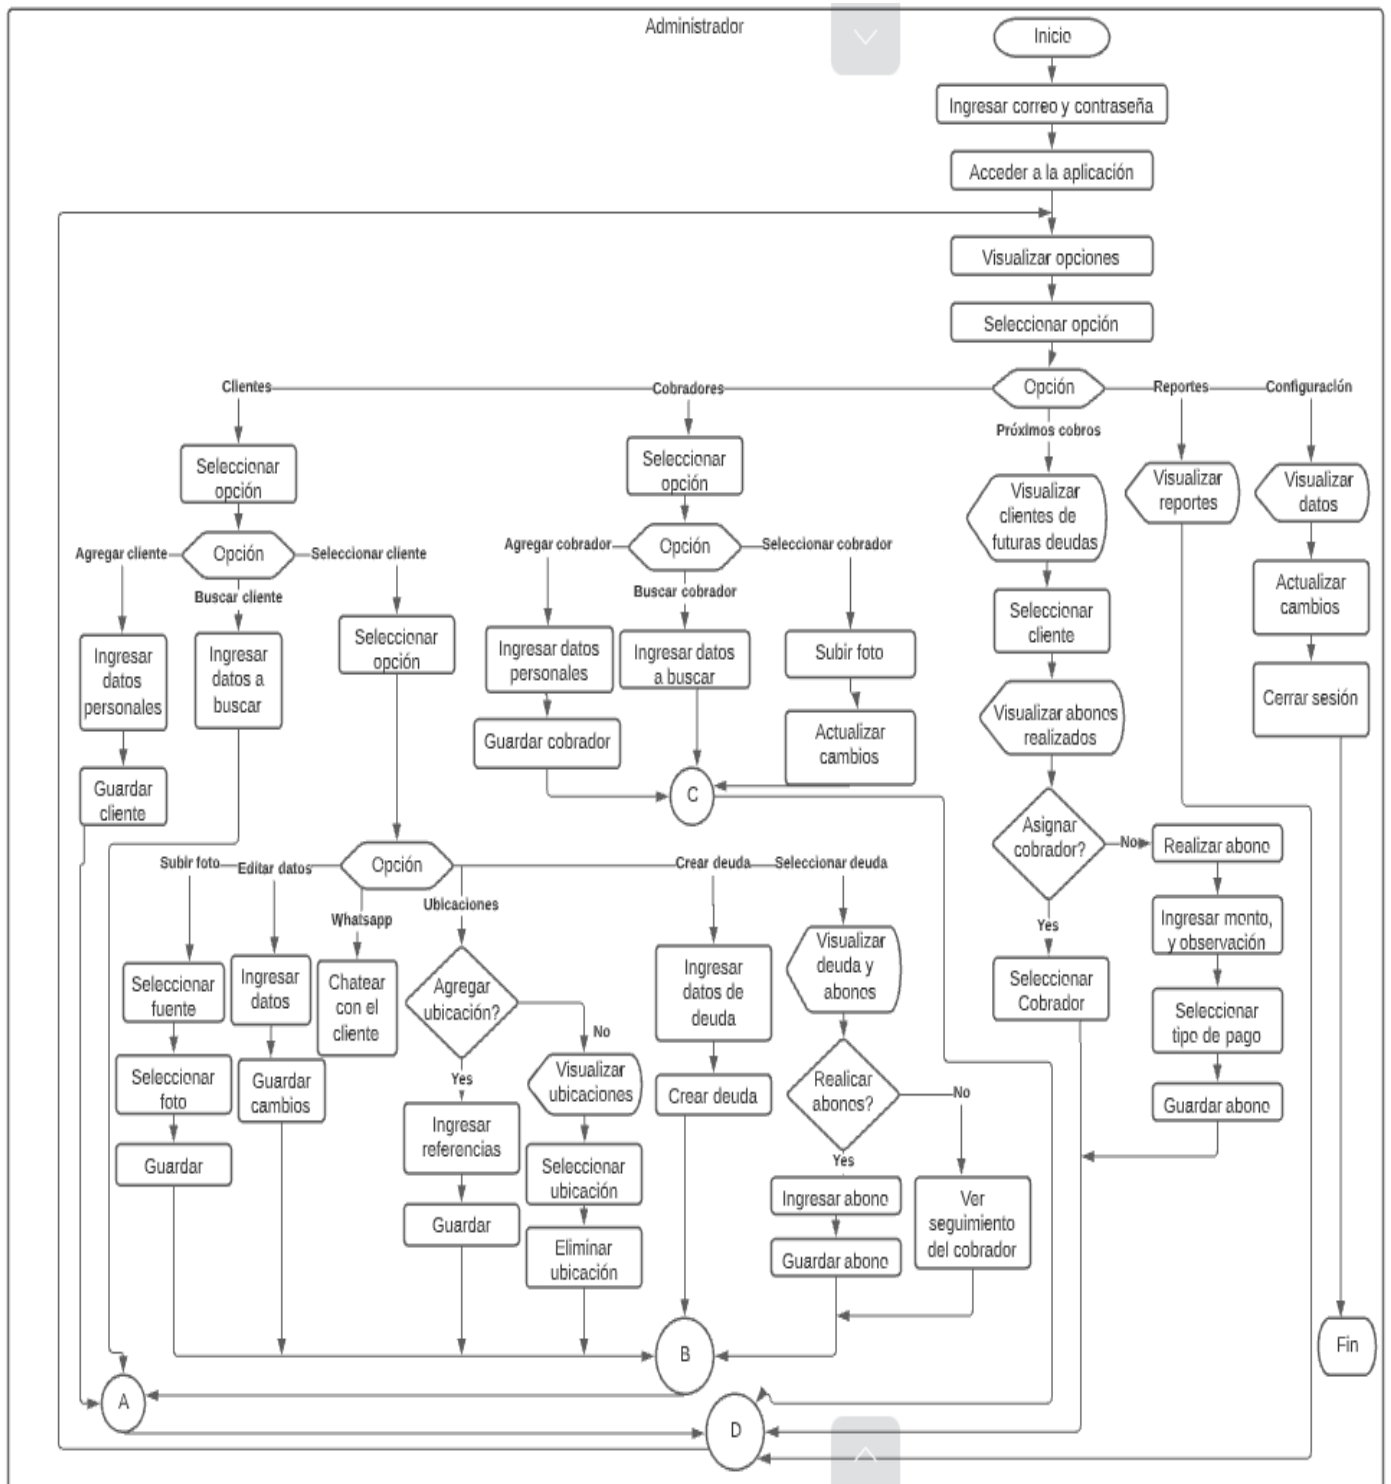 Administrador
Inicio
Ingresar correo y contraseña
Acceder a la aplicación
Visualizar opciones
Seleccionar opción
Opción
Clientes
Cobradores
Reportes
Configuración
Próximos cobros
Seleccionar
opción
Opción
Agregar cliente
Seleccionar cliente
Buscar cliente
Ingresar
datos
personales
Guardar
cliente
Ingresar
datos a
buscar
Seleccionar
opción
Seleccionar
opción
Opción
Agregar cobrador
Seleccionar cobrador
Buscar cobrador
Ingresar datos
personales
Guardar cobrador
Ingresar datos
a buscar
Subir foto
Actualizar
cambios
C
Visualizar
clientes de
futuras deudas
Seleccionar
cliente
Visualizar abonos
realizados
Asignar
cobrador?
No
Yes
Seleccionar
Cobrador
Realizar abono
Ingresar monto,
y observación
Seleccionar
tipo de pago
Guardar abono
Visualizar
reportes
Visualizar
datos
Actualizar
cambios
Cerrar sesión
Fin
Opción
Subir foto
Editar datos
Whatsapp
Ubicaciones
Crear deuda
Seleccionar deuda
Seleccionar
fuente
Seleccionar
foto
Guardar
Ingresar
datos
Guardar
cambios
Chatear
con el
cliente
Agregar
ubicación?
No
Yes
Ingresar
referencias
Guardar
Visualizar
ubicaciones
Seleccionar
ubicación
Eliminar
ubicación
Ingresar
datos de
deuda
Crear deuda
Visualizar
deuda y
abonos
Realicar
abonos?
No
Yes
Ingresar abono
Guardar abono
Ver
seguimiento
del cobrador
B
A
D